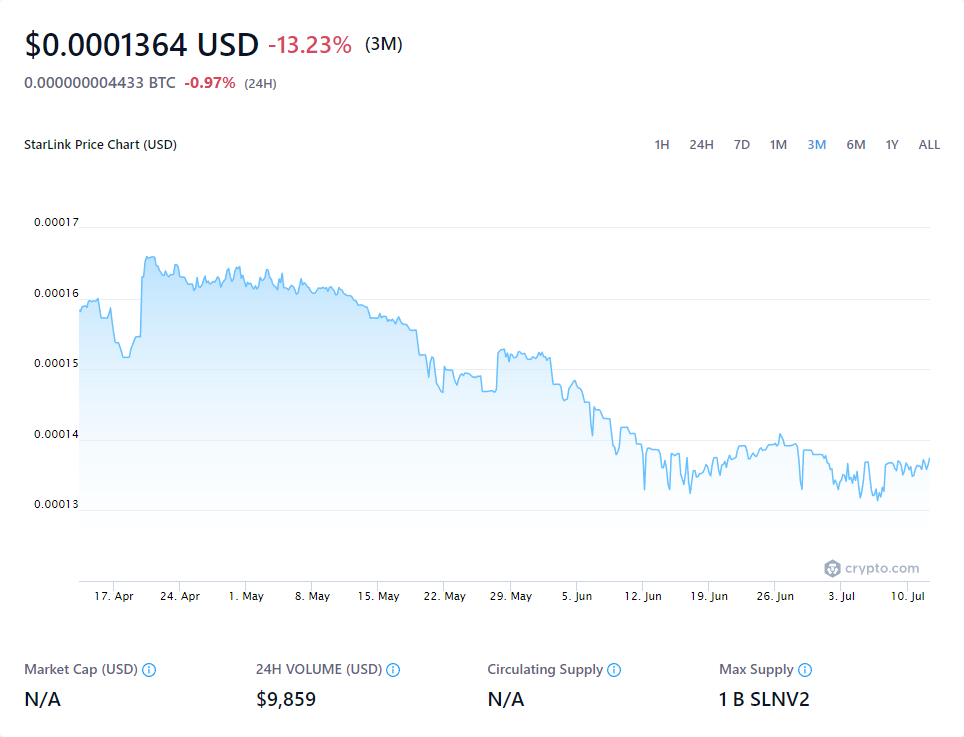 $0.0001364 USD -13.23% (3M)
0.000000004433 BTC -0.97% (24H)
StarLink Price Chart (USD) 1H 24H 7D 1M 3M 6M 1Y ALL
0.00017
0.00016
0.00015
0.00014
0.00013
crypto.com
17. Apr 24. Apr 1. May 8. May 15. May 22. May 29. May 5. Jun 12. Jun 19. Jun 26. Jun 3. Jul 10. Jul
Market Cap (USD) 24H VOLUME (USD) Circulating Supply Max Supply
N/A $9,859 N/A 1 B SLNV2